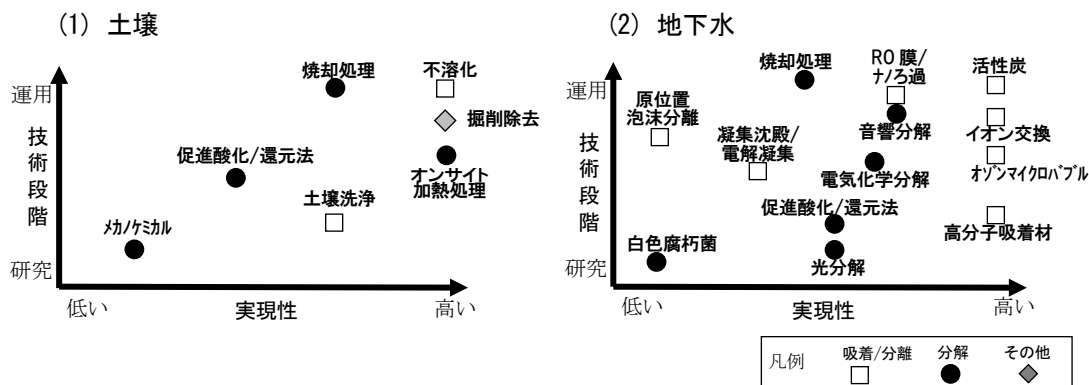 (1) 土壌
焼却処理
不溶化
運用
掘削除去
技術段階
促進酸化/還元法
オンサイト
加熱処理
土壌洗浄
メカノケミカル
研究
低い
実現性
高い
(2) 地下水
焼却処理
RO 膜/
ナノろ過
活性炭
運用
原位置
泡沫分離
音響分解
イオン交換
技術段階
凝集沈殿/
電解凝集
電気化学分解
オゾンマイクロバブル
促進酸化/還元法
高分子吸着材
白色腐朽菌
光分解
研究
低い
実現性
高い
凡例
吸着/分離
分解
その他